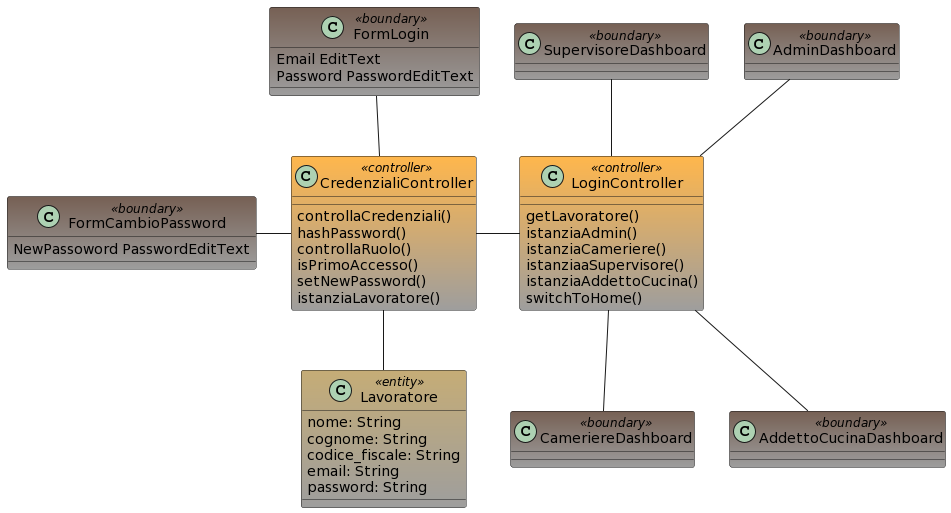 «boundary»
C FormLogin
Email EditText
Password PasswordEditText
«boundary»
C SupervisoreDashboard
«boundary»
C AdminDashboard
«boundary»
C FormCambioPassword
NewPassoword PasswordEditText
«controller»
C CredenzialiController
controllaCredenziali()
hashPassword()
controllaRuolo()
isPrimoAccesso()
setNewPassword()
istanziaLavoratore()
«controller»
C LoginController
getLavoratore()
istanziaAdmin()
istanziaCameriere()
istanziaaSupervisore()
istanziaAddettoCucina()
switchToHome()
«entity»
C Lavoratore
nome: String
cognome: String
codice_fiscale: String
email: String
password: String
«boundary»
C CameriereDashboard
«boundary»
C AddettoCucinaDashboard